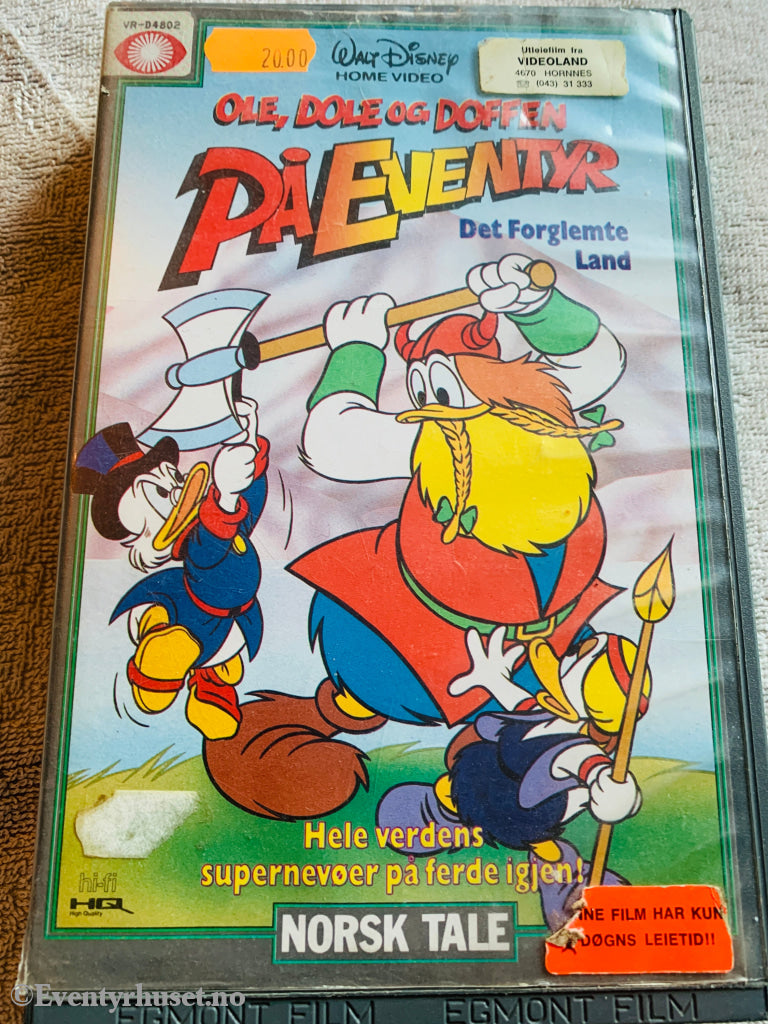 VR-D4802
20.00
WALT DISNEY
HOME VIDEO
Utleiefilm fra
VIDEOLAND
4670 HORNNES
☏ (043) 31 333
OLE, DOLE OG DOFFEN
PÅ EVENTYR
Det Forglemte
Land
Hele verdens
supernevøer på ferde igjen!
hi-fi
HQ
High Quality
NORSK TALE
NNE FILM HAR KUN
DØGNS LEIETID!!
©Eventyrhuset.no
EGMONT FILM EGMONT FILM